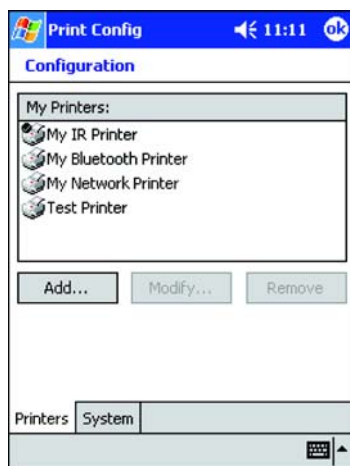 Print Config 11:11 ok
Configuration
My Printers:
My IR Printer
My Bluetooth Printer
My Network Printer
Test Printer
Add... Modify... Remove
Printers System